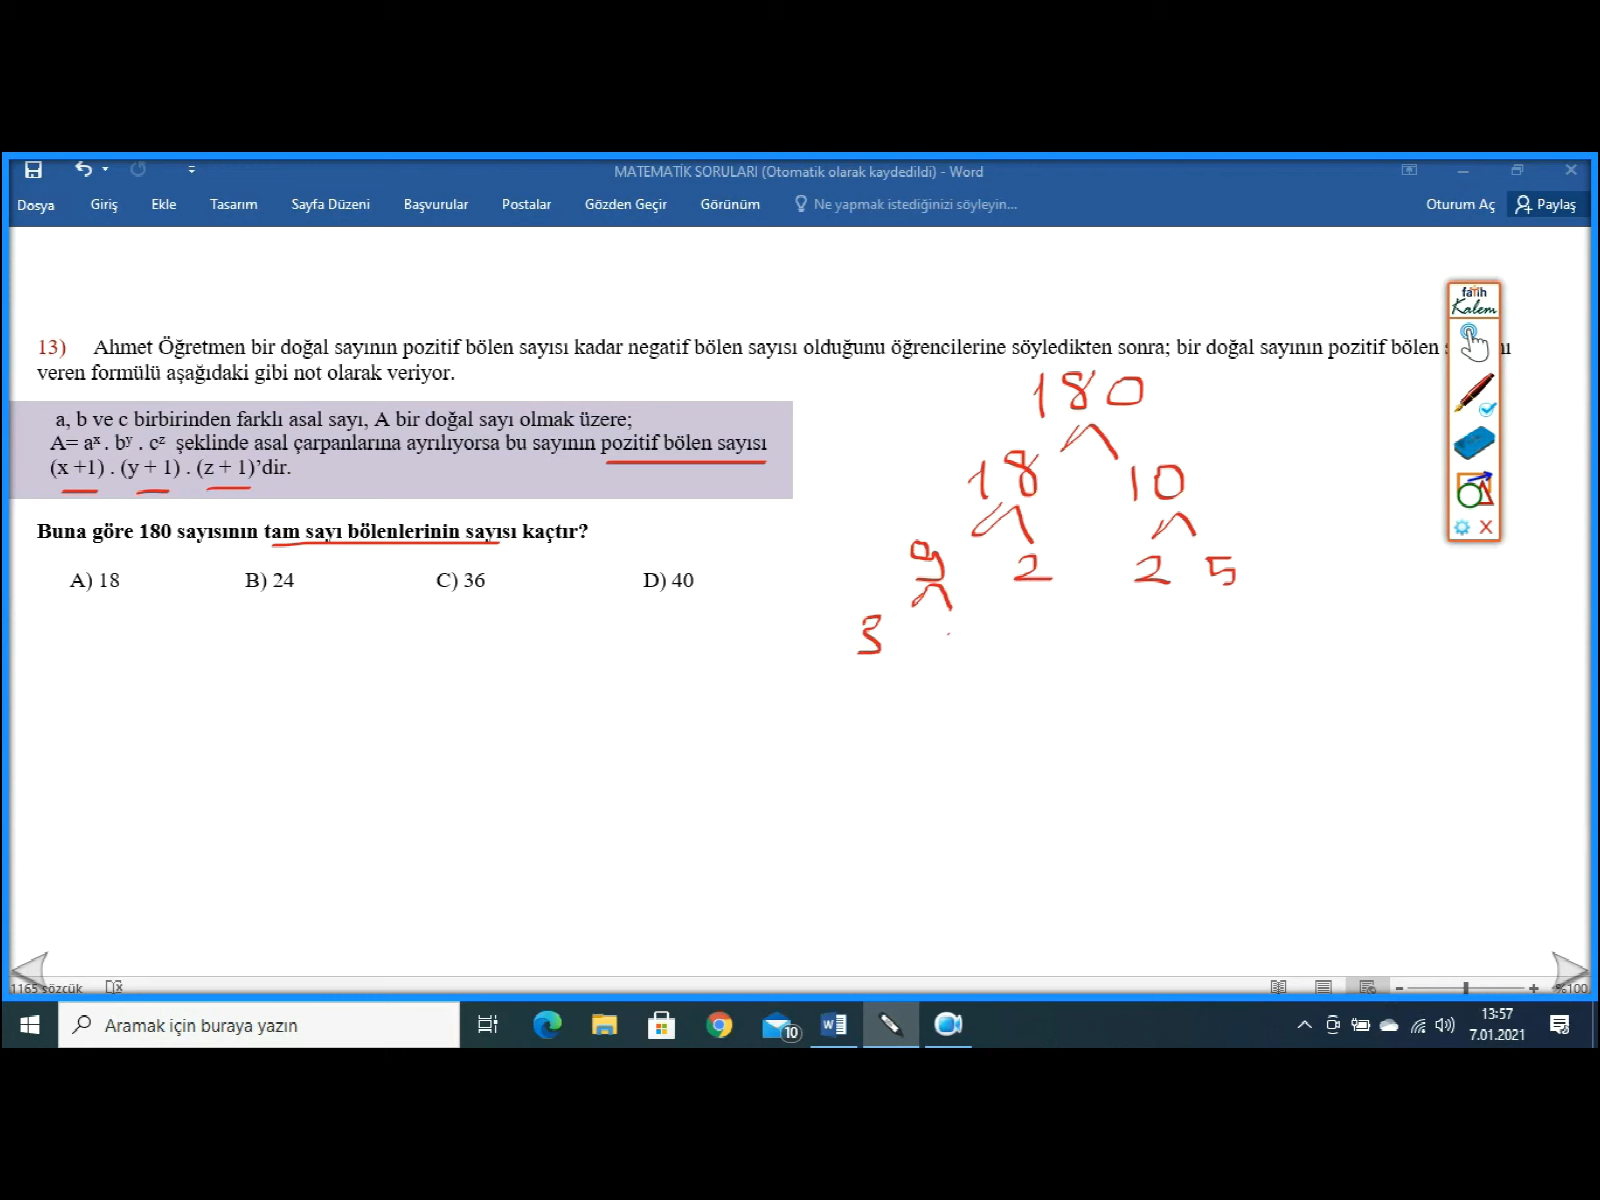 MATEMATİK SORULARI (Otomatik olarak kaydedildi) - Word
Dosya Giriş Ekle Tasarım Sayfa Düzeni Başvurular Postalar Gözden Geçir Görünüm Ne yapmak istediğinizi söyleyin... Oturum Aç Paylaş
fatih
Kalem
13) Ahmet Öğretmen bir doğal sayının pozitif bölen sayısı kadar negatif bölen sayısı olduğunu öğrencilerine söyledikten sonra; bir doğal sayının pozitif bölen
veren formülü aşağıdaki gibi not olarak veriyor.
a, b ve c birbirinden farklı asal sayı, A bir doğal sayı olmak üzere;
A= aˣ . bʸ . cᶻ şeklinde asal çarpanlarına ayrılıyorsa bu sayının pozitif bölen sayısı
(x +1) . (y + 1) . (z + 1)’dir.
Buna göre 180 sayısının tam sayı bölenlerinin sayısı kaçtır?
A) 18 B) 24 C) 36 D) 40
180
18 10
9 2 2 5
3
1165 sözcük %100
Aramak için buraya yazın 10 13:57
7.01.2021